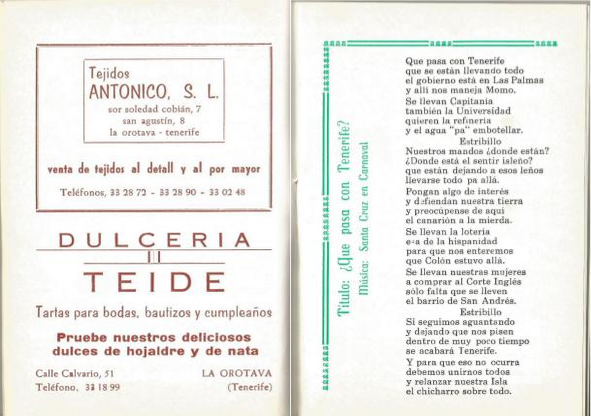 Tejidos
ANTONICO, S. L.
sor soledad cobián, 7
san agustín, 8
la orotava - tenerife
venta de tejidos al detall y al por mayor
Teléfonos, 33 28 72 - 33 28 90 - 33 02 48
DULCERIA
TEIDE
Tartas para bodas, bautizos y cumpleaños
Pruebe nuestros deliciosos
dulces de hojaldre y de nata
Calle Calvario, 51
LA OROTAVA
Teléfono, 33 18 99
(Tenerife)
Título: ¿Que pasa con Tenerife?
Música: Santa Cruz en Carnaval
Que pasa con Tenerife
que se están llevando todo
el gobierno está en Las Palmas
y allí nos maneja Momo.
Se llevan Capitanía
también la Universidad
quieren la refinería
y el agua "pa" embotellar.
Estribillo
Nuestros mandos ¿donde están?
¿Donde está el sentir isleño?
que están dejando a esos leños
llevarse todo pa allá.
Pongan algo de interés
y defiendan nuestra tierra
y preocúpense de aquí
el canarión a la mierda.
Se llevan la lotería
esa de la hispanidad
para que nos enteremos
que Colón estuvo allá.
Se llevan nuestras mujeres
a comprar al Corte Inglés
sólo falta que se lleven
el barrio de San Andrés.
Estribillo
Si seguimos aguantando
y dejando que nos pisen
dentro de muy poco tiempo
se acabará Tenerife.
Y para que eso no ocurra
debemos unirnos todos
y relanzar nuestra Isla
el chicharro sobre todo.